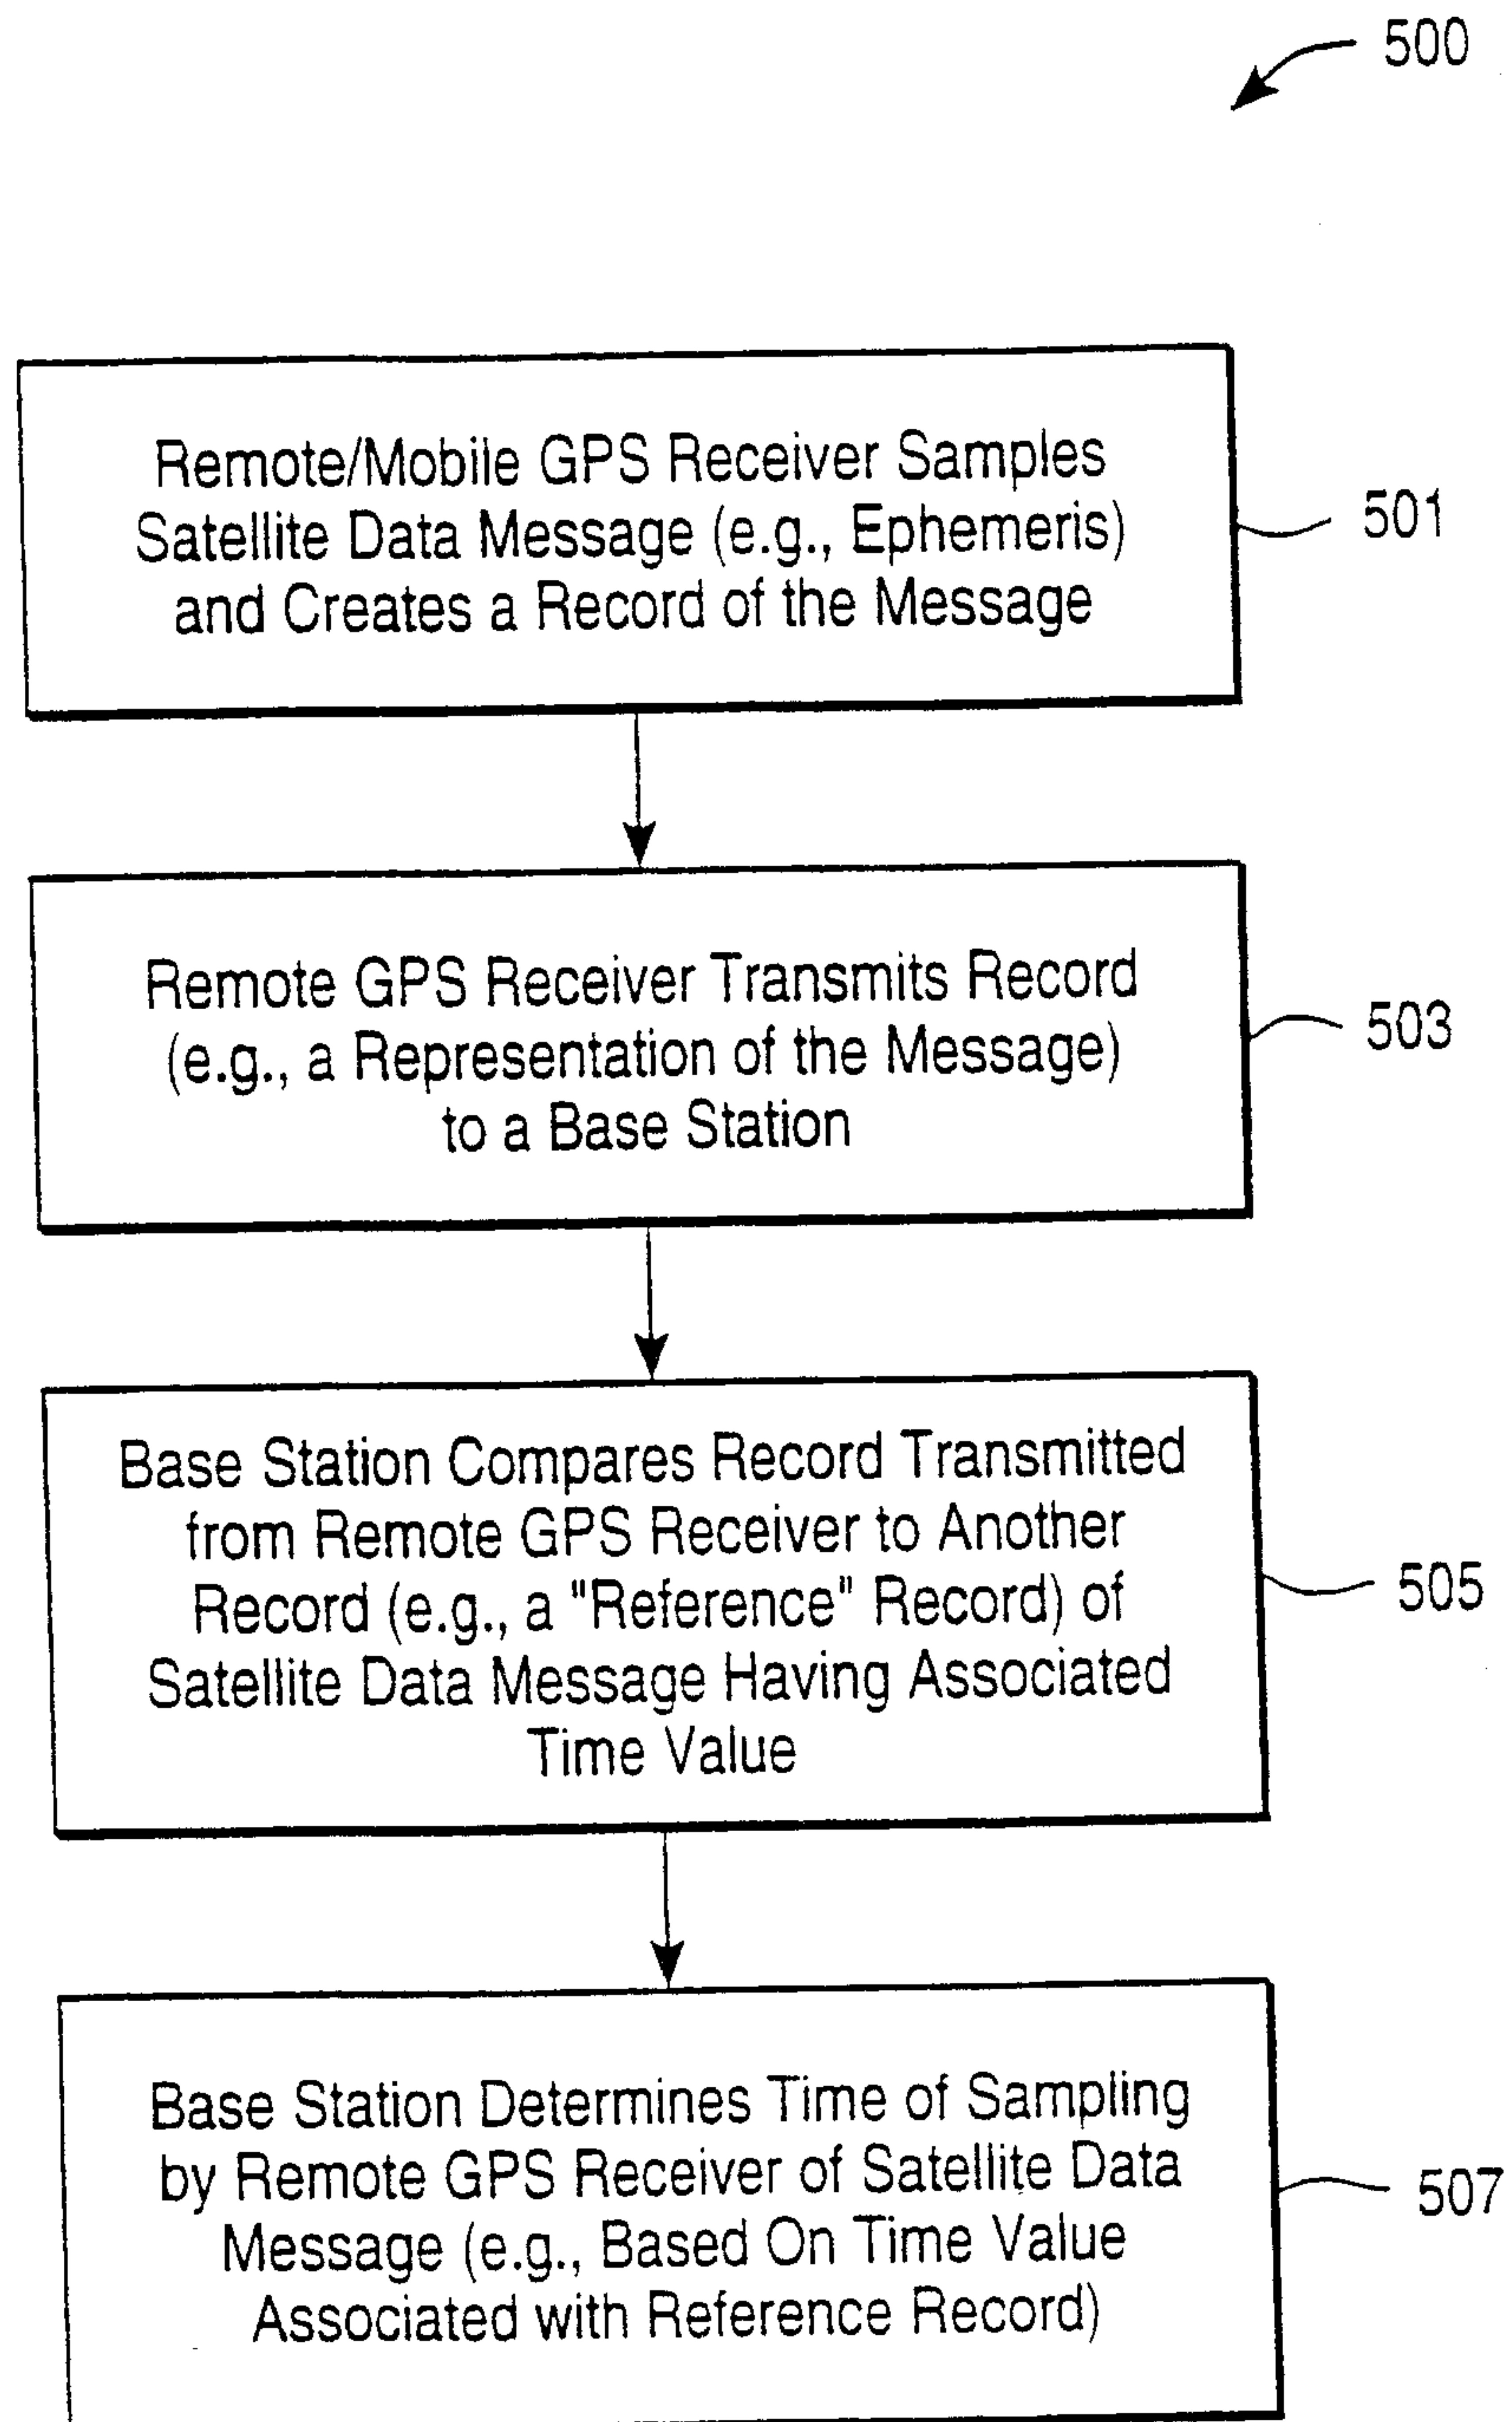 500
Remote/Mobile GPS Receiver Samples
Satellite Data Message (e.g., Ephemeris)
and Creates a Record of the Message
501
Remote GPS Receiver Transmits Record
(e.g., a Representation of the Message)
to a Base Station
503
Base Station Compares Record Transmitted
from Remote GPS Receiver to Another
Record (e.g., a "Reference" Record) of
Satellite Data Message Having Associated
Time Value
505
Base Station Determines Time of Sampling
by Remote GPS Receiver of Satellite Data
Message (e.g., Based On Time Value
Associated with Reference Record)
507